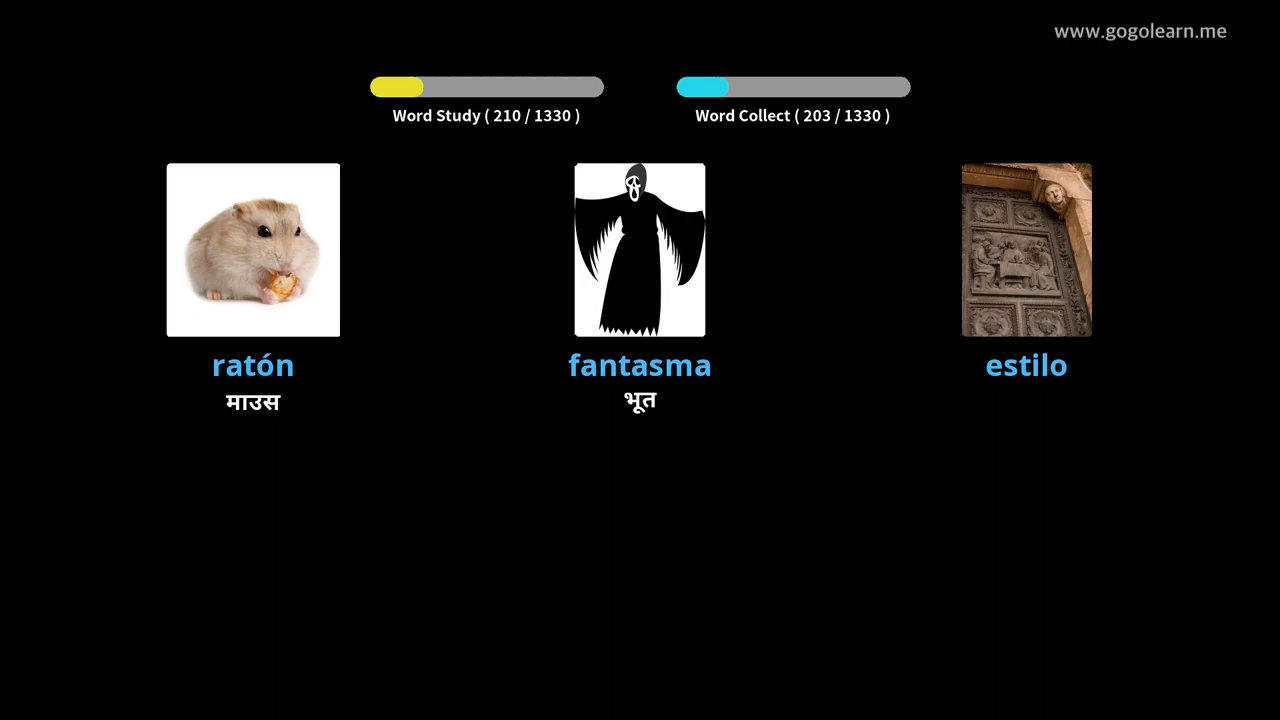 www.gogolearn.me
Word Study ( 210 / 1330 )
Word Collect ( 203 / 1330 )
ratón
माउस
fantasma
भूत
estilo